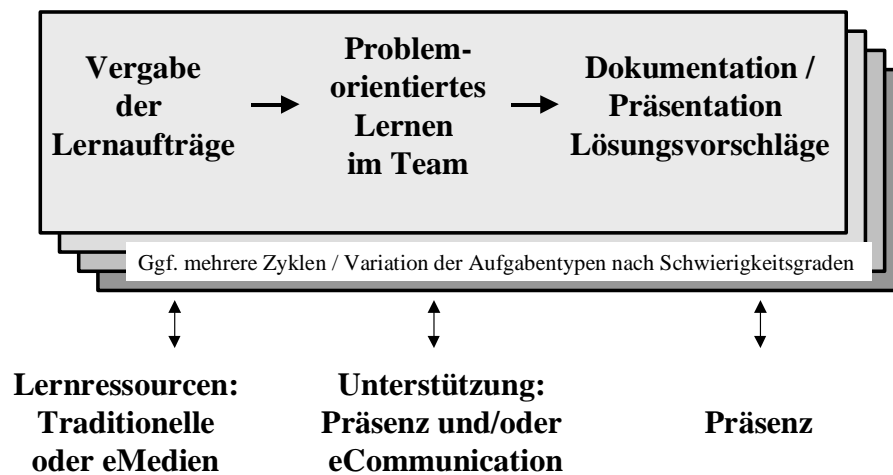 Vergabe
der
Lernaufträge
Problem-
orientiertes
Lernen
im Team
Dokumentation /
Präsentation
Lösungsvorschläge
Ggf. mehrere Zyklen / Variation der Aufgabentypen nach Schwierigkeitsgraden
Lernressourcen:
Traditionelle
oder eMedien
Unterstützung:
Präsenz und/oder
eCommunication
Präsenz